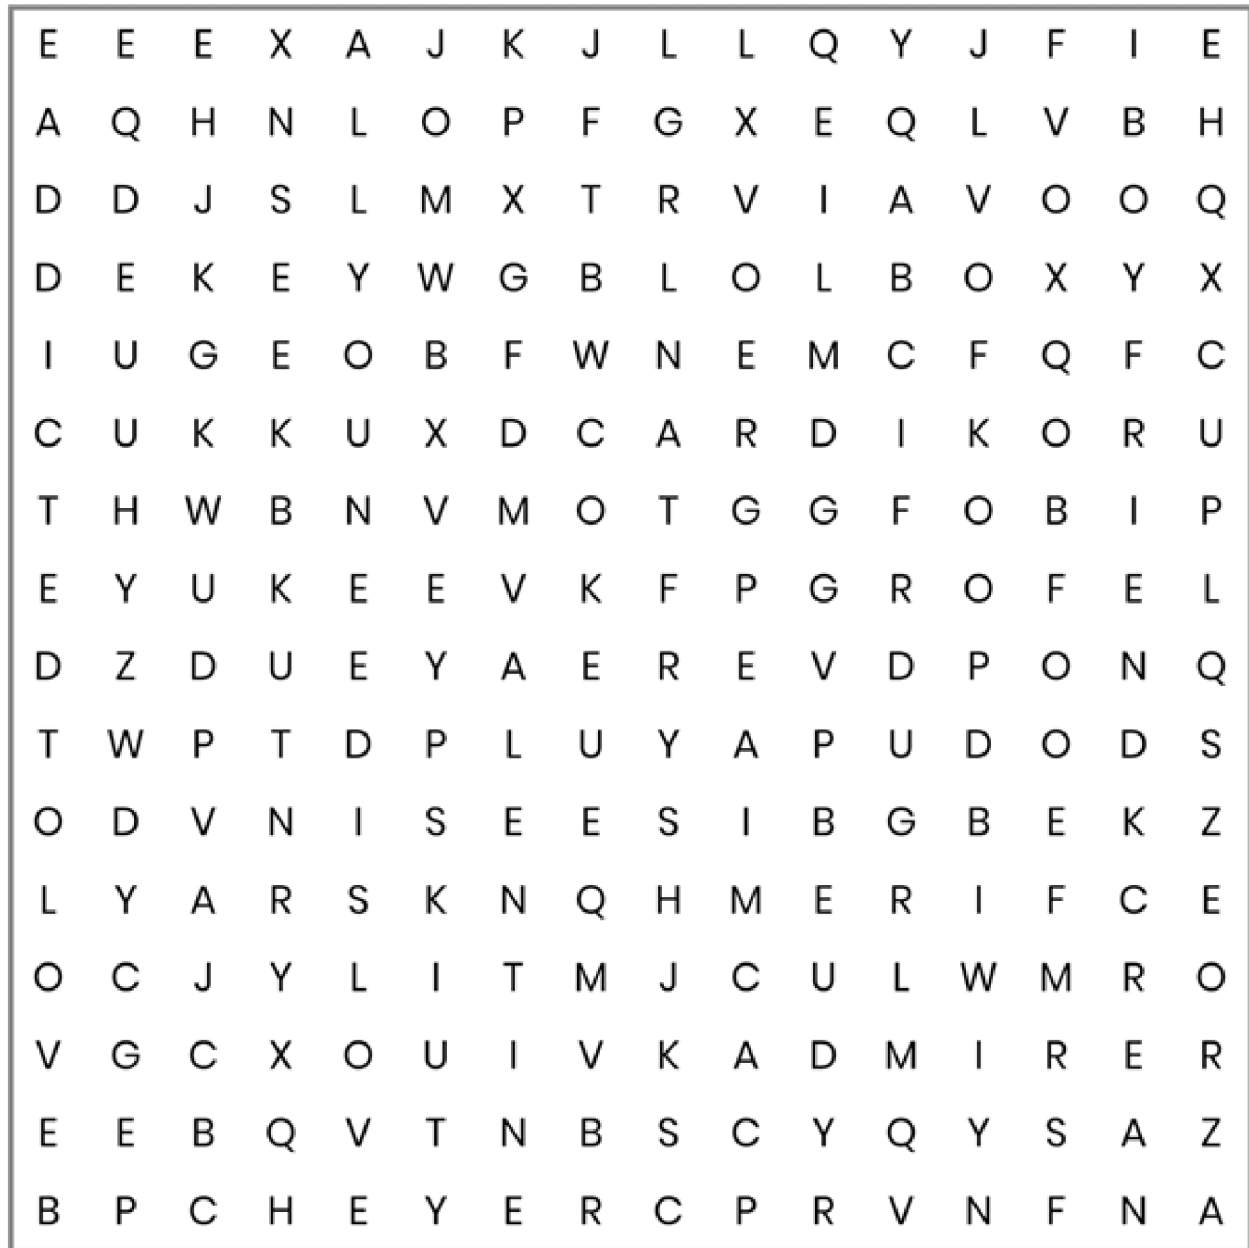 E E E X A J K J L L Q Y J F I E
A Q H N L O P F G X E Q L V B H
D D J S L M X T R V I A V O O Q
D E K E Y W G B L O L B O X Y X
I U G E O B F W N E M C F Q F C
C U K K U X D C A R D I K O R U
T H W B N V M O T G G F O B I P
E Y U K E E V K F P G R O F E L
D Z D U E Y A E R E V D P O N Q
T W P T D P L U Y A P U D O D S
O D V N I S E E S I B G B E K Z
L Y A R S K N Q H M E R I F C E
O C J Y L I T M J C U L W M R O
V G C X O U I V K A D M I R E R
E E B Q V T N B S C Y Q Y S A Z
B P C H E Y E R C P R V N F N A